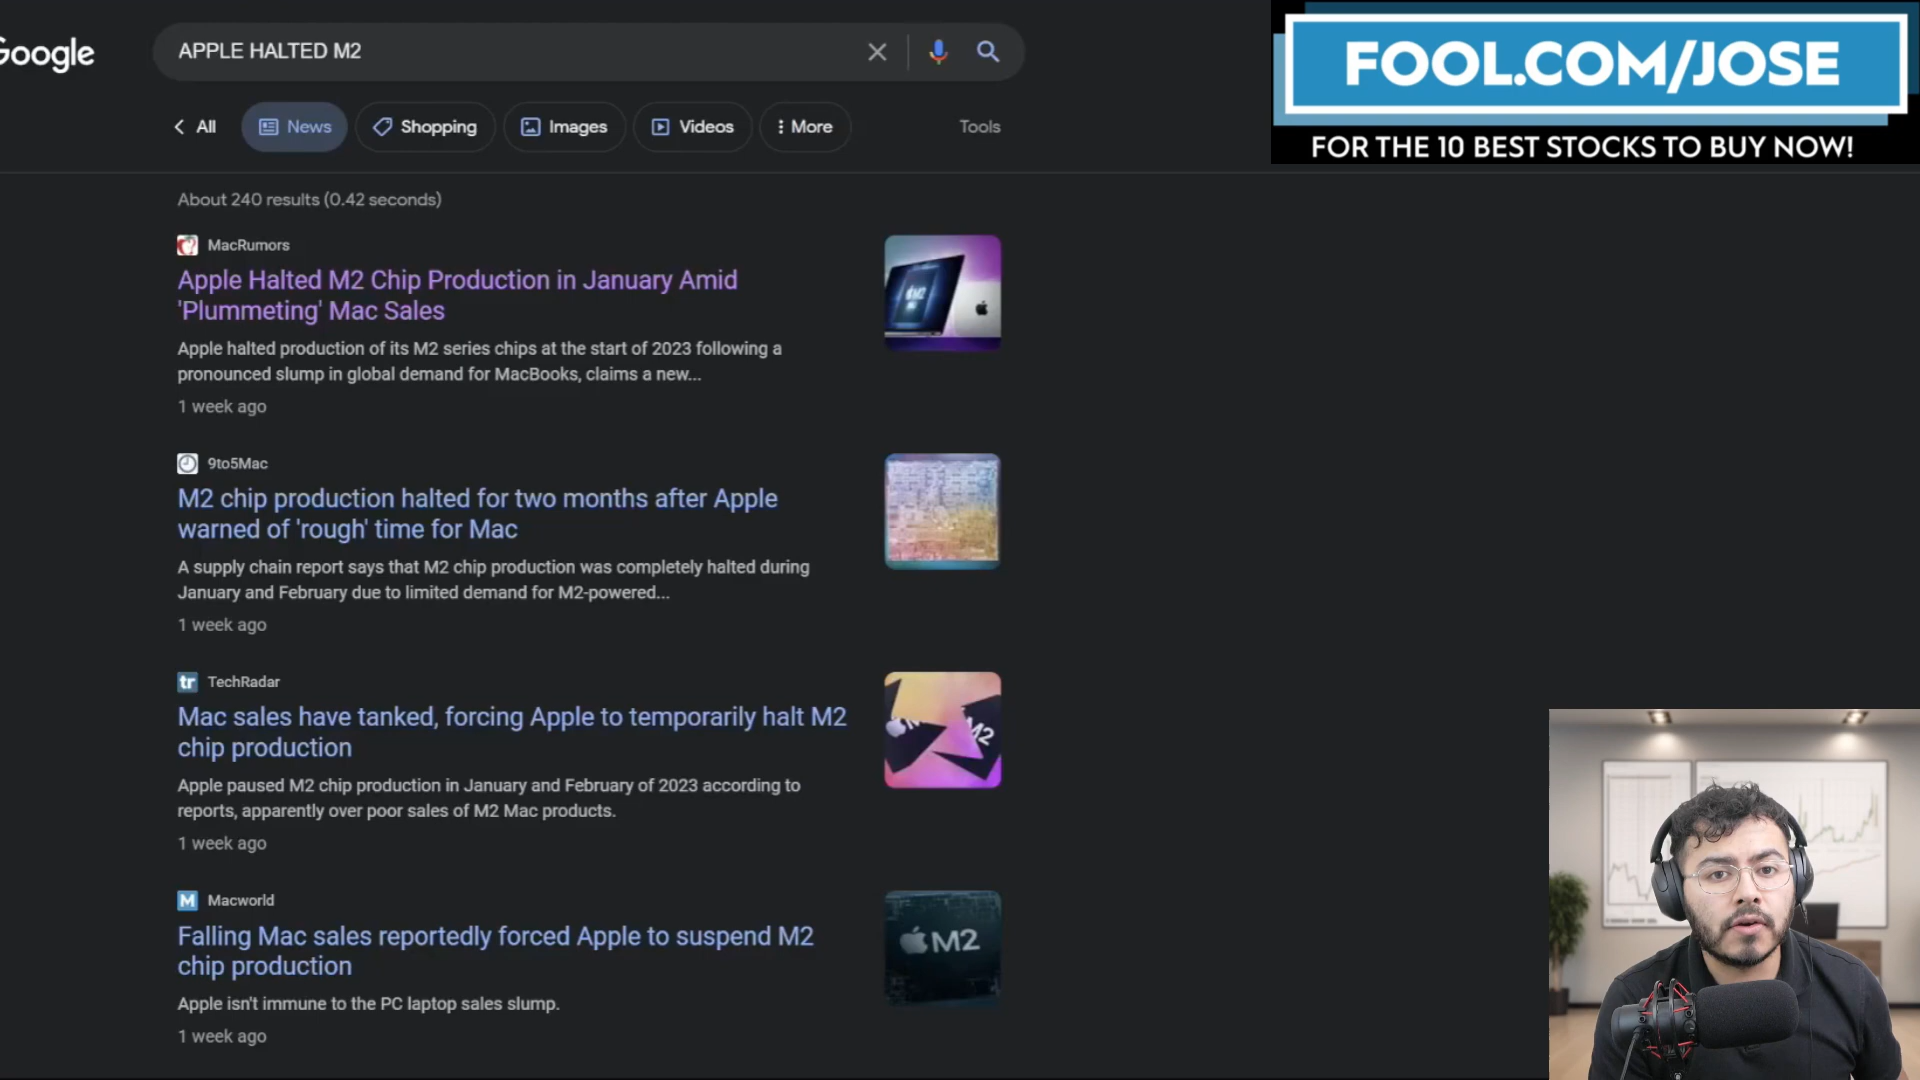 Google
APPLE HALTED M2
FOOL.COM/JOSE
FOR THE 10 BEST STOCKS TO BUY NOW!
All
News
Shopping
Images
Videos
More
Tools
About 240 results (0.42 seconds)
MacRumors
Apple Halted M2 Chip Production in January Amid
'Plummeting' Mac Sales
Apple halted production of its M2 series chips at the start of 2023 following a
pronounced slump in global demand for MacBooks, claims a new...
1 week ago
9to5Mac
M2 chip production halted for two months after Apple
warned of 'rough' time for Mac
A supply chain report says that M2 chip production was completely halted during
January and February due to limited demand for M2-powered...
1 week ago
tr TechRadar
Mac sales have tanked, forcing Apple to temporarily halt M2
chip production
M2
Apple paused M2 chip production in January and February of 2023 according to
reports, apparently over poor sales of M2 Mac products.
1 week ago
M Macworld
Falling Mac sales reportedly forced Apple to suspend M2
chip production
M2
Apple isn't immune to the PC laptop sales slump.
1 week ago